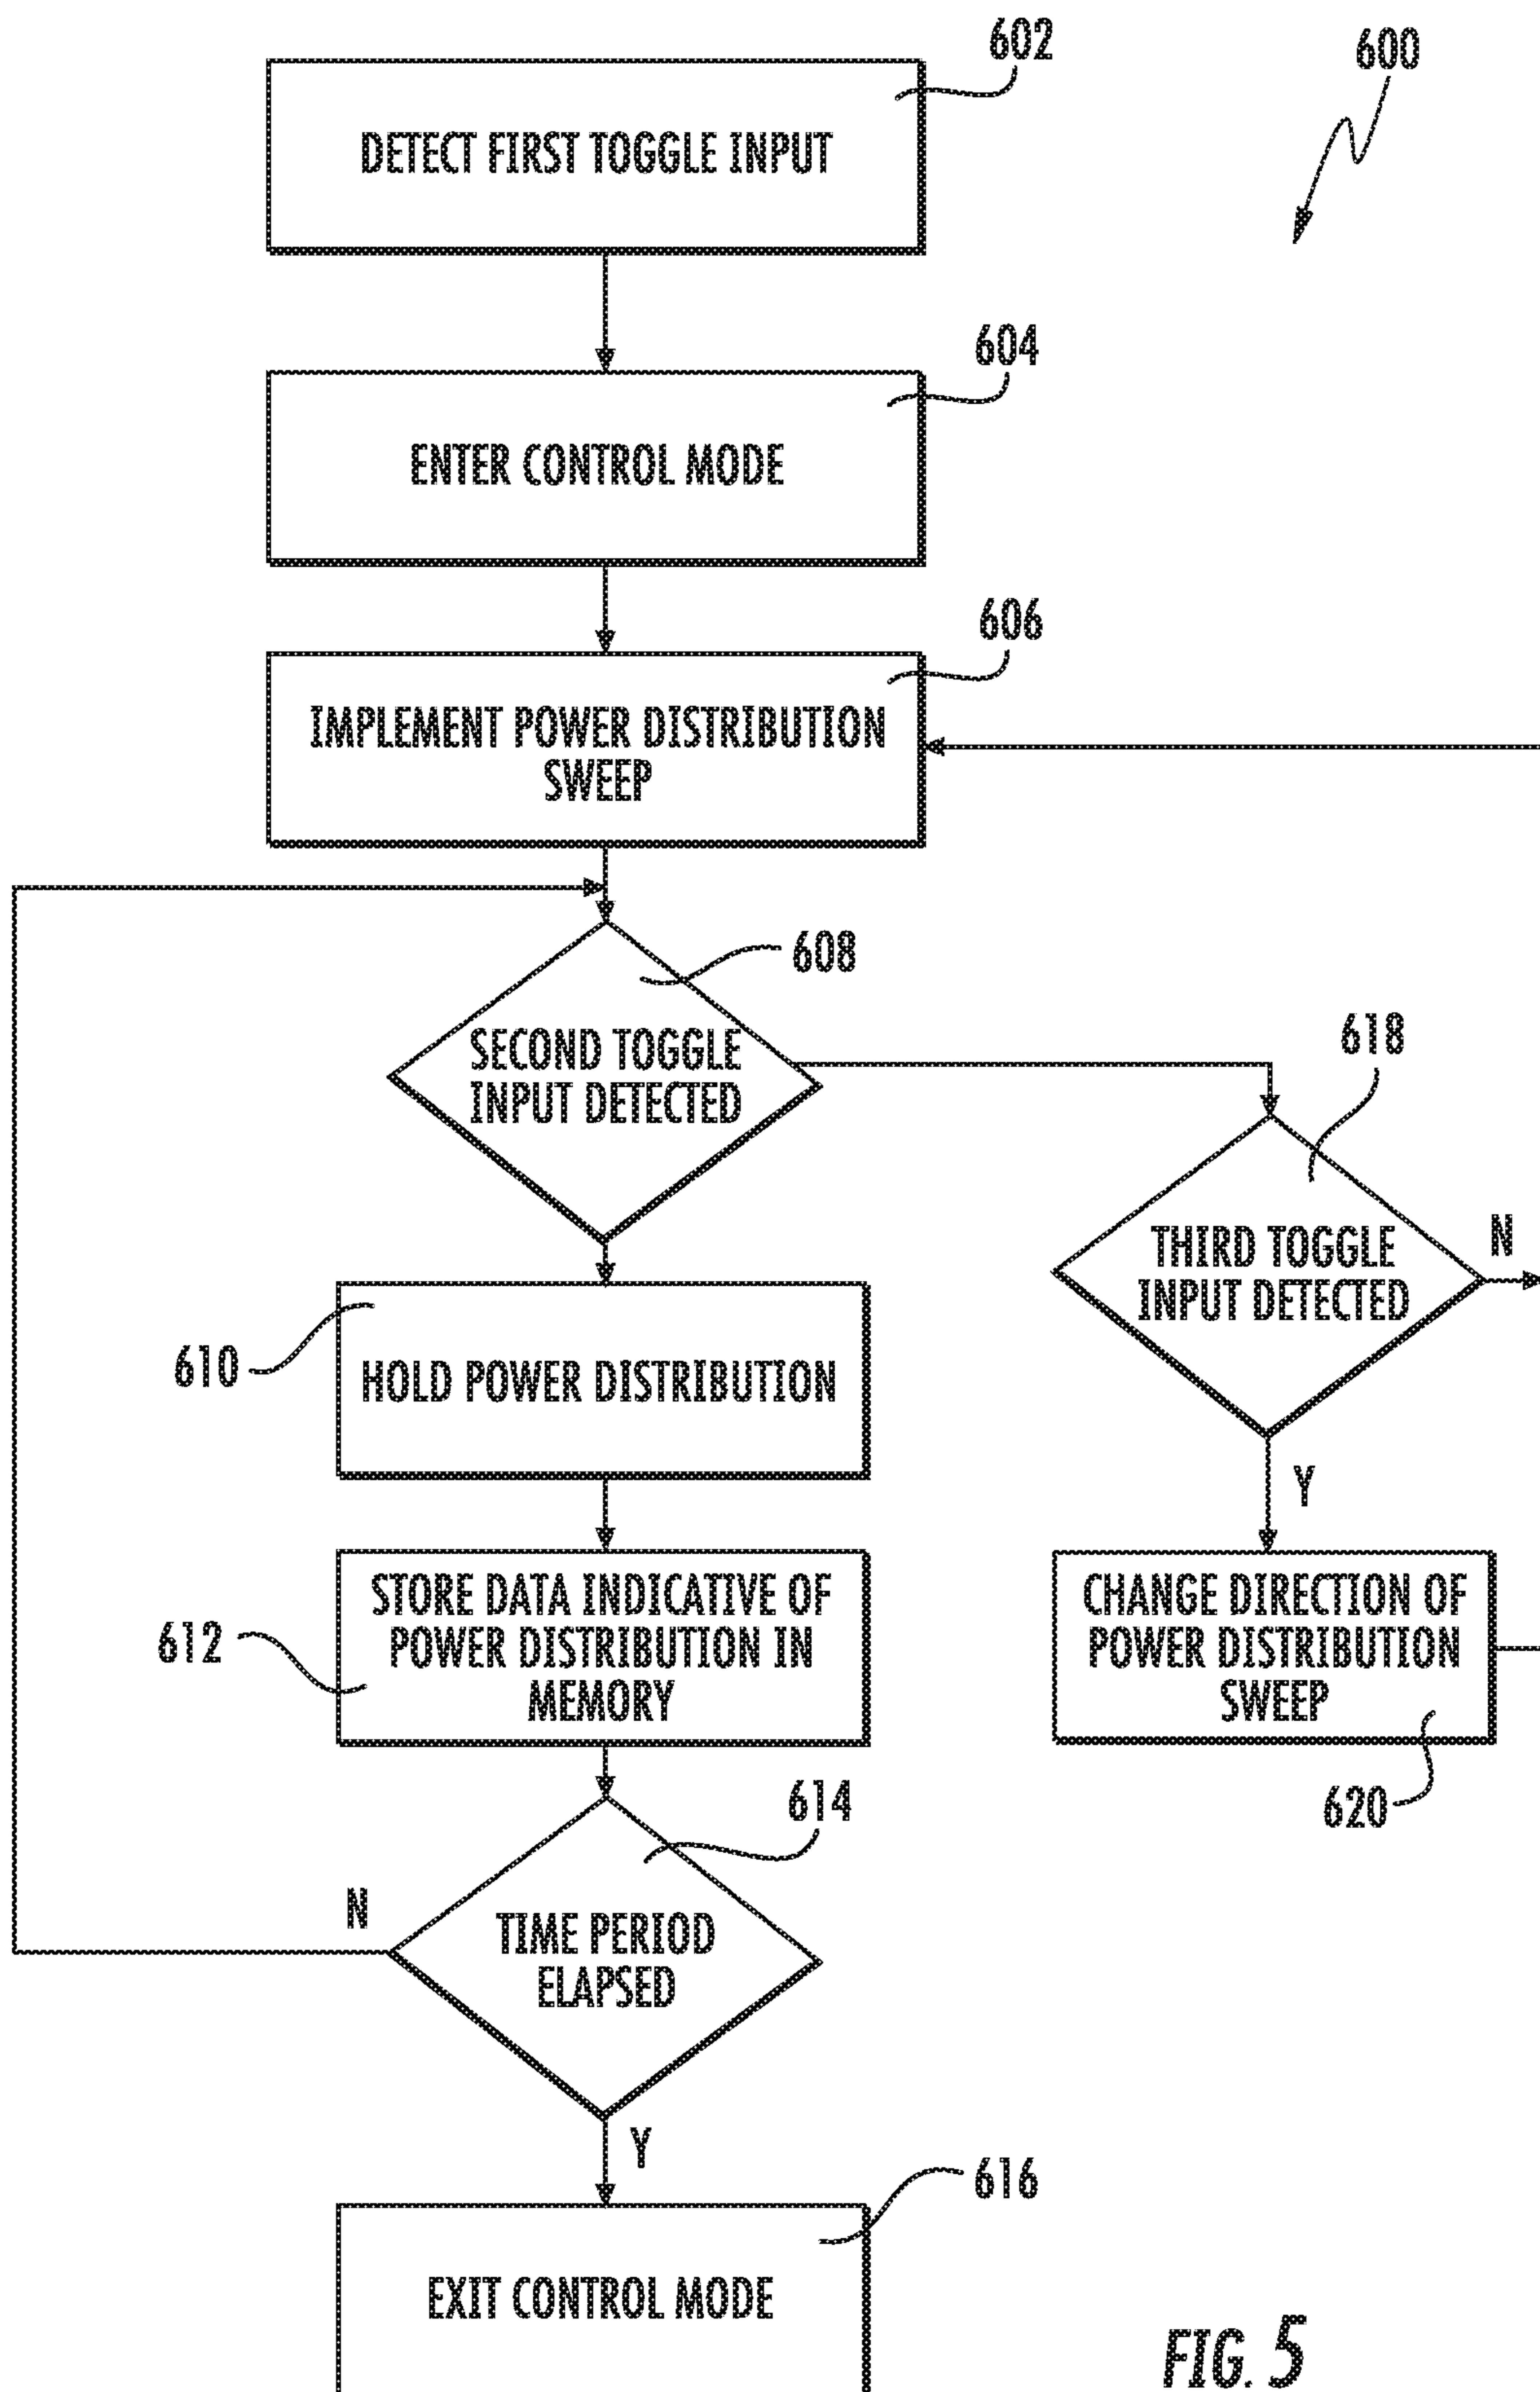 602
600
DETECT FIRST TOGGLE INPUT
604
ENTER CONTROL MODE
606
IMPLEMENT POWER DISTRIBUTION
SWEEP
608
SECOND TOGGLE
INPUT DETECTED
618
THIRD TOGGLE
INPUT DETECTED
N
610
HOLD POWER DISTRIBUTION
Y
612
STORE DATA INDICATIVE OF
POWER DISTRIBUTION IN
MEMORY
CHANGE DIRECTION OF
POWER DISTRIBUTION
SWEEP
620
614
N
TIME PERIOD
ELAPSED
Y
616
EXIT CONTROL MODE
FIG. 5